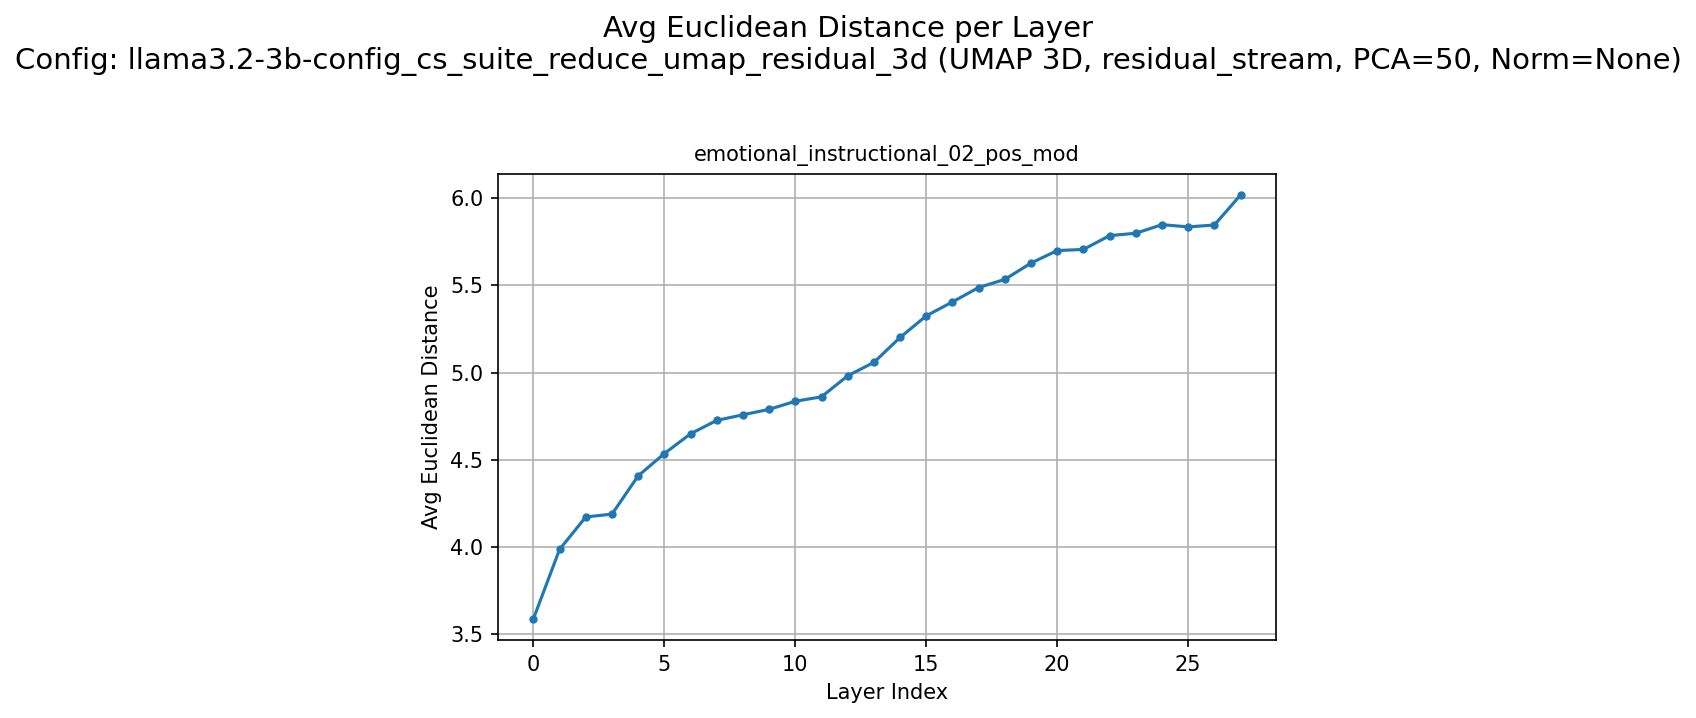 Avg Euclidean Distance per Layer
Config: llama3.2-3b-config_cs_suite_reduce_umap_residual_3d (UMAP 3D, residual_stream, PCA=50, Norm=None)
emotional_instructional_02_pos_mod
6.0
5.5
5.0
4.5
4.0
3.5
Avg Euclidean Distance
0 5 10 15 20 25
Layer Index